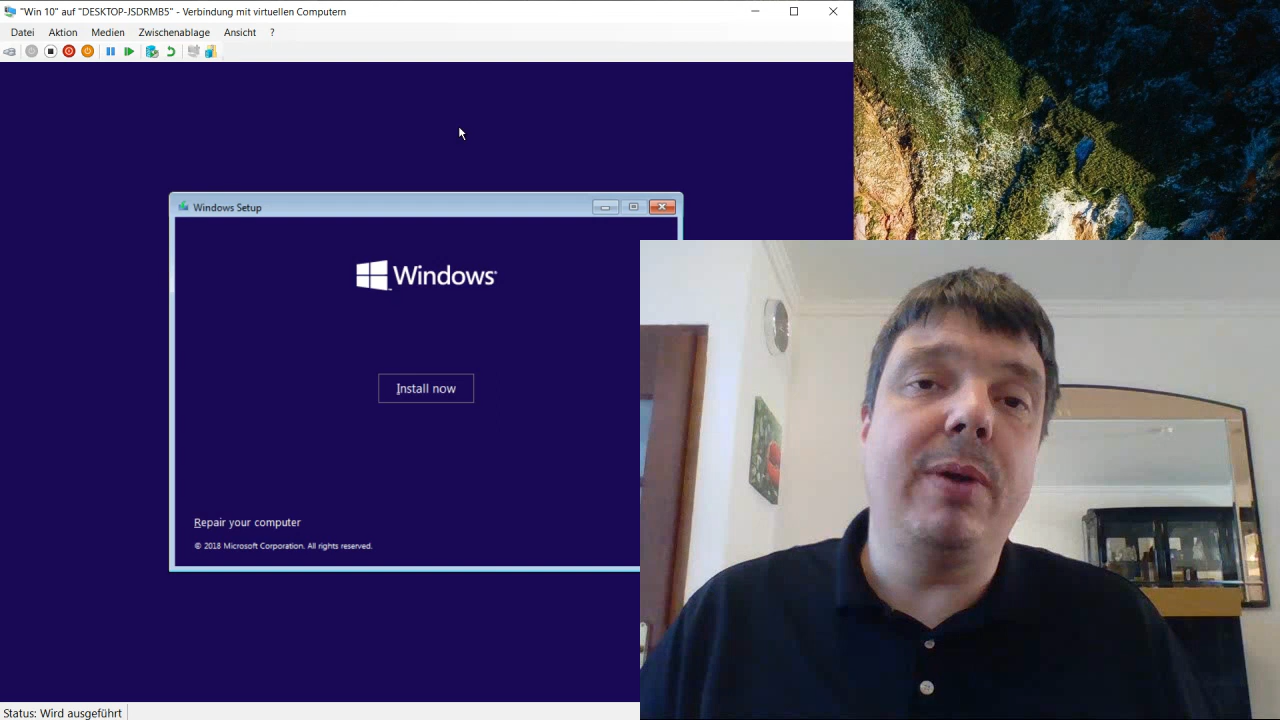 "Win 10" auf "DESKTOP-JSDRMB5" - Verbindung mit virtuellen Computern
Datei Aktion Medien Zwischenablage Ansicht ?
Windows Setup
Windows
Install now
Repair your computer
© 2018 Microsoft Corporation. All rights reserved.
Status: Wird ausgeführt